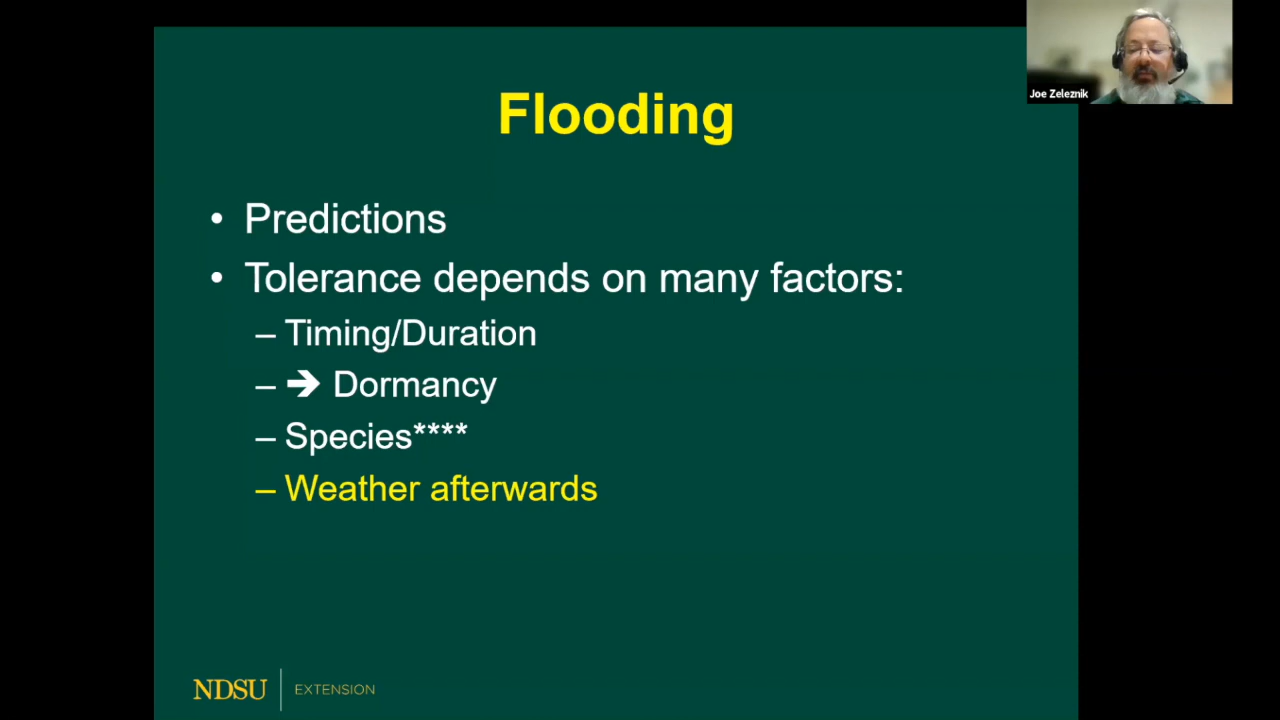 Flooding
• Predictions
• Tolerance depends on many factors:
– Timing/Duration
– ➔ Dormancy
– Species****
– Weather afterwards
NDSU | EXTENSION
Joe Zeleznik